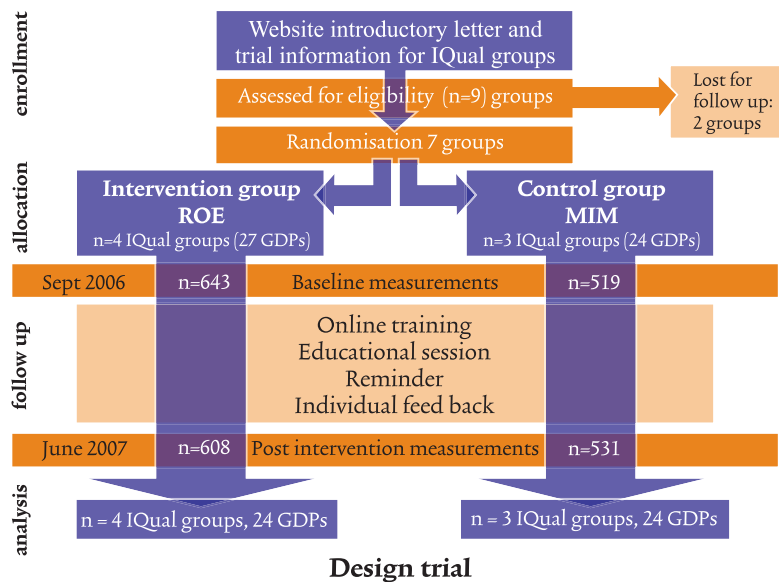 enrollment
Website introductory letter and
trial information for IQual groups
Assessed for eligibility (n=9) groups
Lost for
follow up:
2 groups
Randomisation 7 groups
allocation
Intervention group
ROE
n=4 IQual groups (27 GDPs)
Control group
MIM
n=3 IQual groups (24 GDPs)
Sept 2006 n=643 Baseline measurements n=519
follow up
Online training
Educational session
Reminder
Individual feed back
June 2007 n=608 Post intervention measurements n=531
analysis
n = 4 IQual groups, 24 GDPs
n = 3 IQual groups, 24 GDPs
Design trial